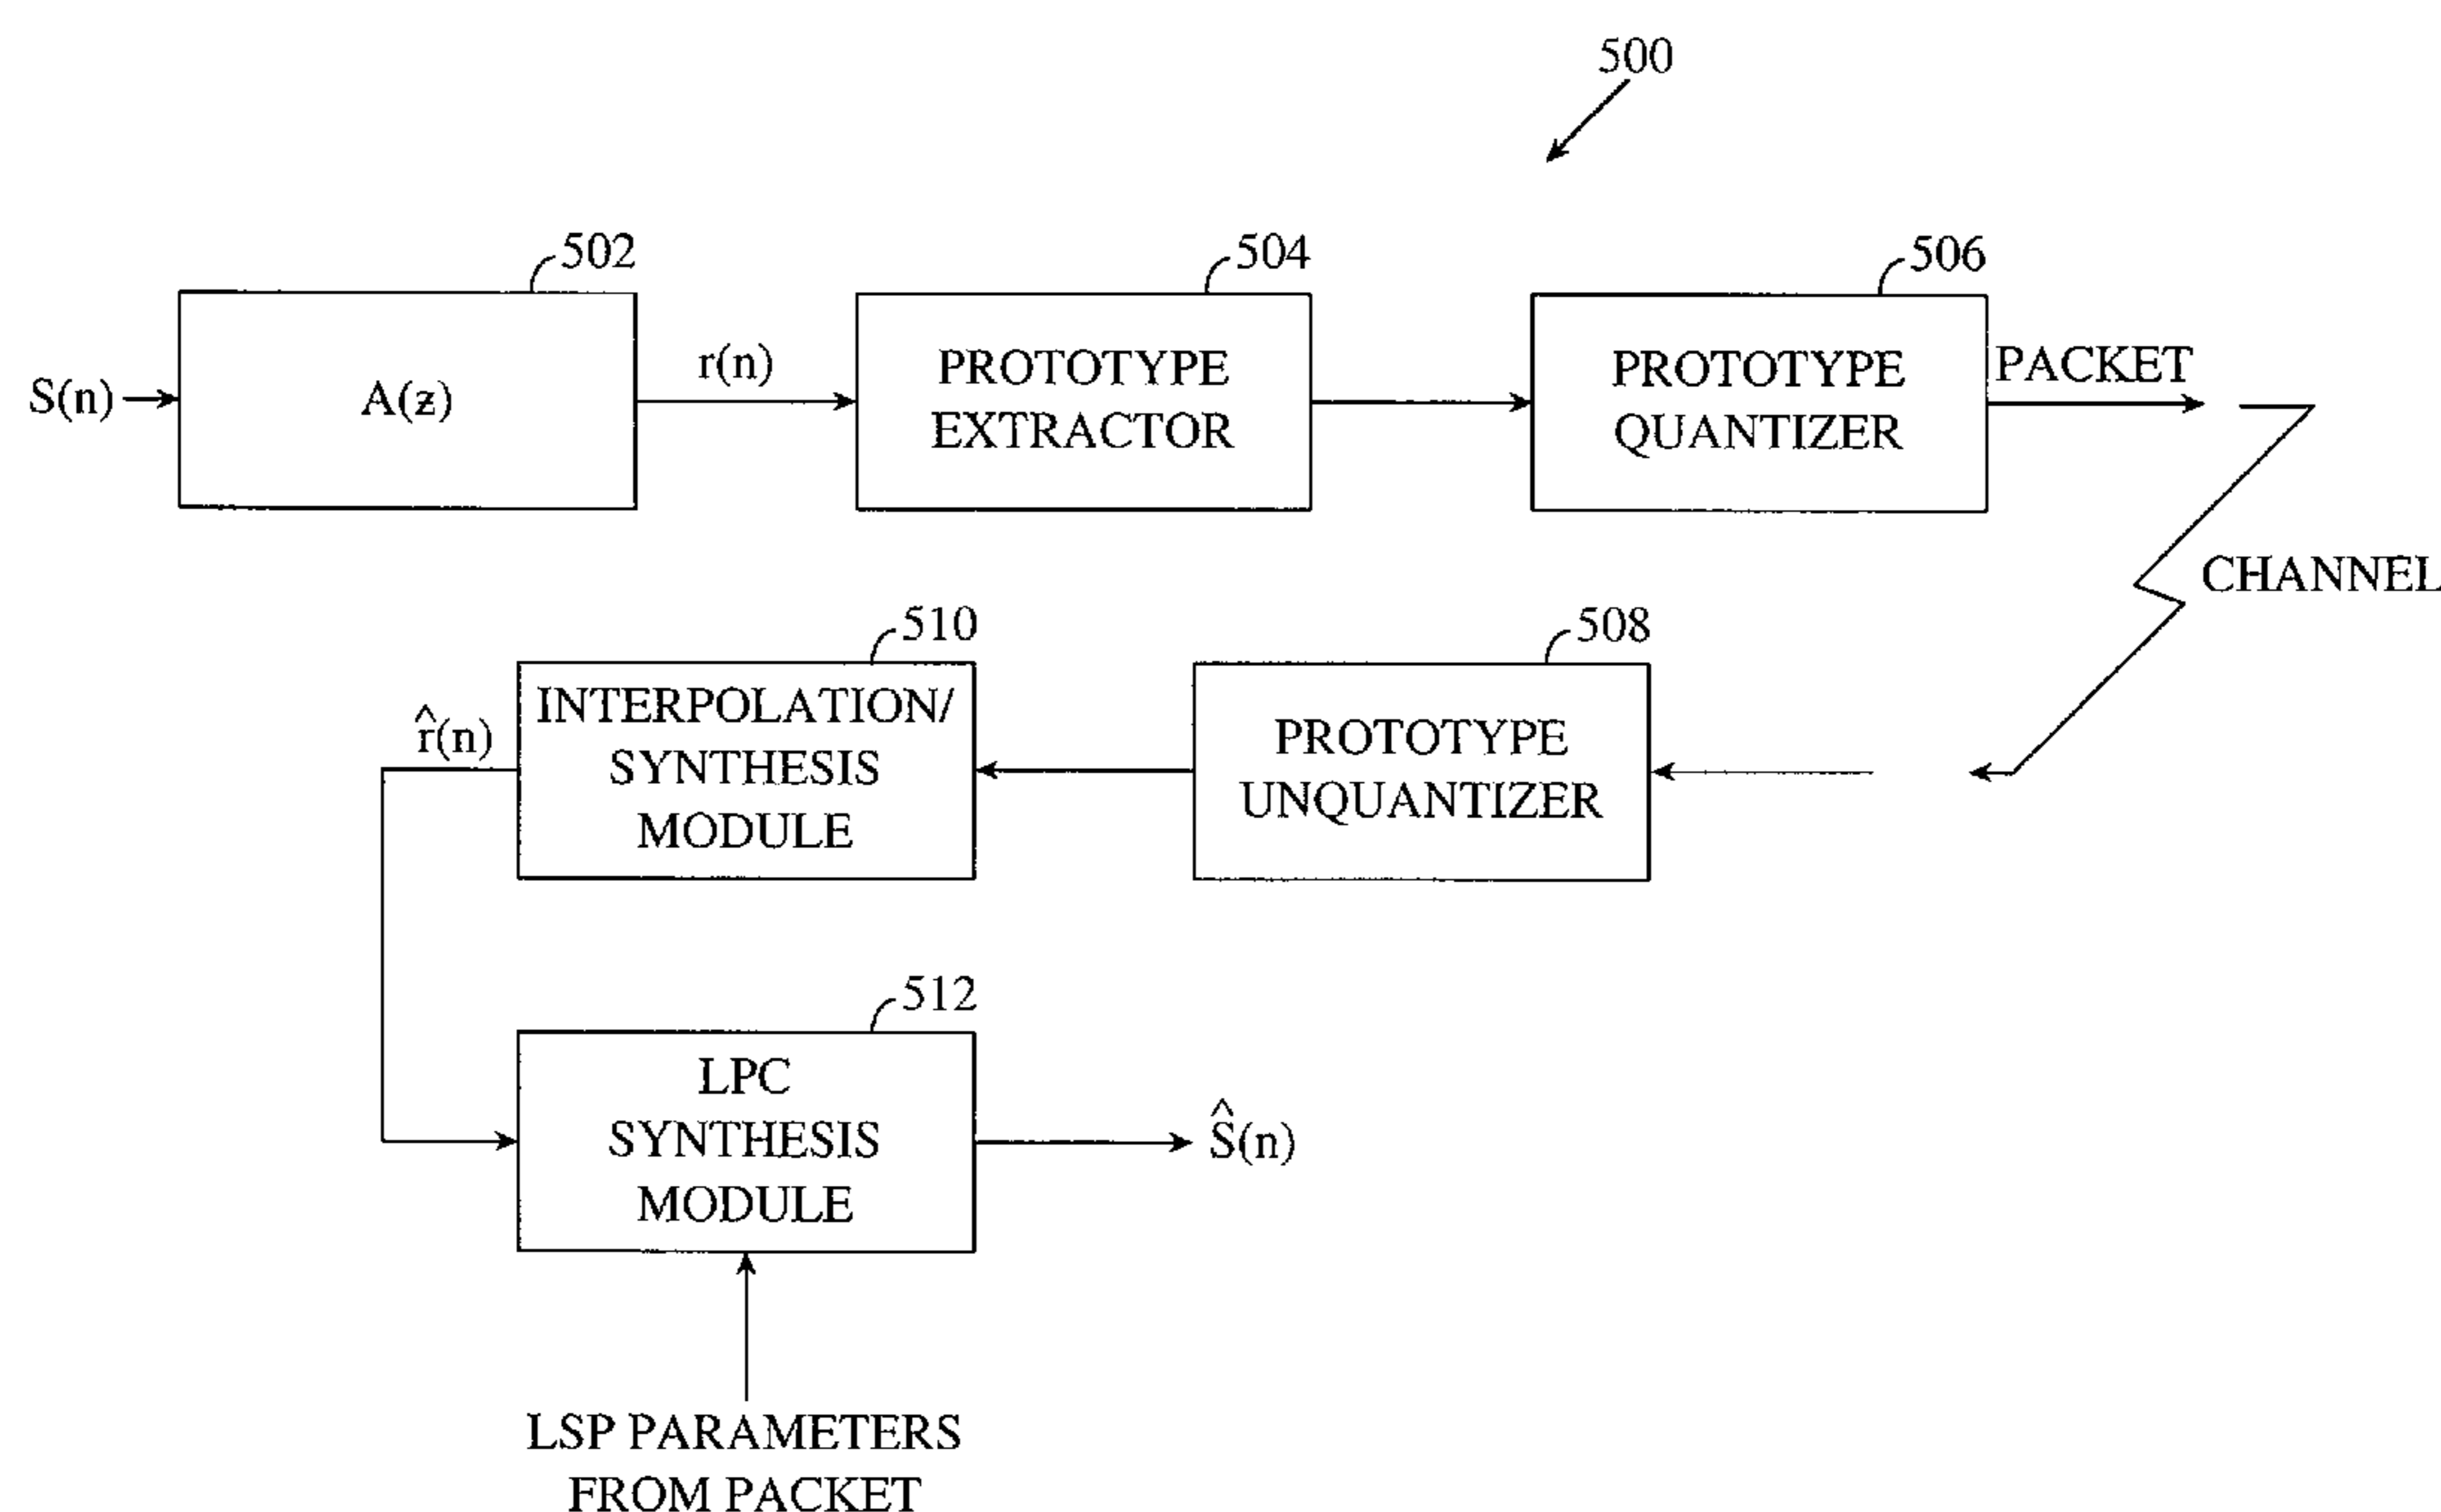 500
502
504
506
S(n)
A(z)
r(n)
PROTOTYPE
EXTRACTOR
PROTOTYPE
QUANTIZER
PACKET
CHANNEL
510
508
r̂(n)
INTERPOLATION/
SYNTHESIS
MODULE
PROTOTYPE
UNQUANTIZER
512
LPC
SYNTHESIS
MODULE
Ŝ(n)
LSP PARAMETERS
FROM PACKET